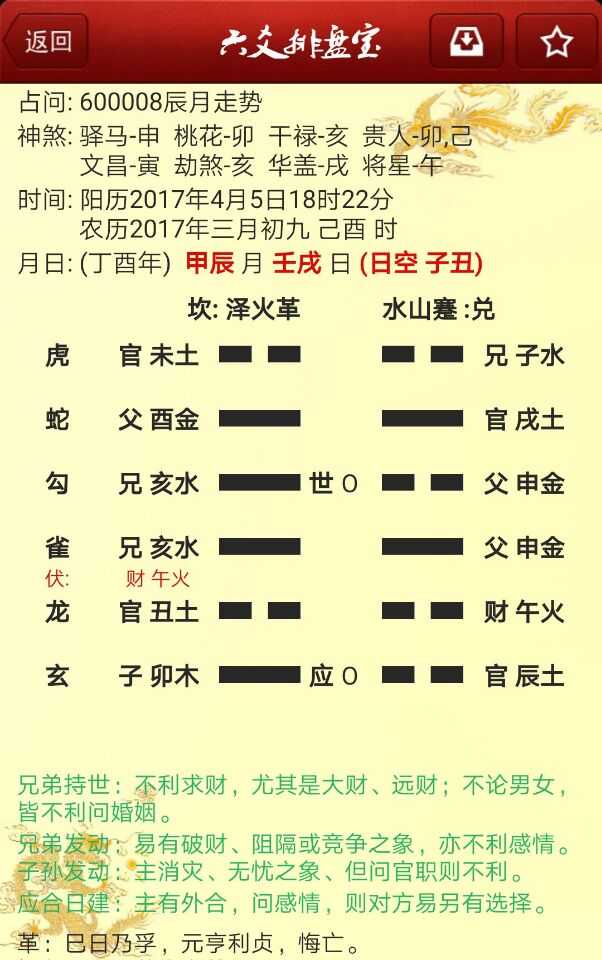 返回
六爻排盘宝
占问: 600008辰月走势
神煞: 驿马-申 桃花-卯 干禄-亥 贵人-卯,己
文昌-寅 劫煞-亥 华盖-戌 将星-午
时间: 阳历2017年4月5日18时22分
农历2017年三月初九 己酉 时
月日: (丁酉年) 甲辰 月 壬戌 日 (日空 子丑)
坎: 泽火革 水山蹇 :兑
虎 官 未土 兄 子水
蛇 父 酉金 官 戌土
勾 兄 亥水 世 O 父 申金
雀 兄 亥水 父 申金
伏: 财 午火
龙 官 丑土 财 午火
玄 子 卯木 应 O 官 辰土
兄弟持世：不利求财，尤其是大财、远财；不论男女，
皆不利问婚姻。
兄弟发动：易有破财、阻隔或竞争之象，亦不利感情。
子孙发动：主消灾、无忧之象、但问官职则不利。
应合日建：主有外合，问感情，则对方易另有选择。
革：巳日乃孚，元亨利贞，悔亡。